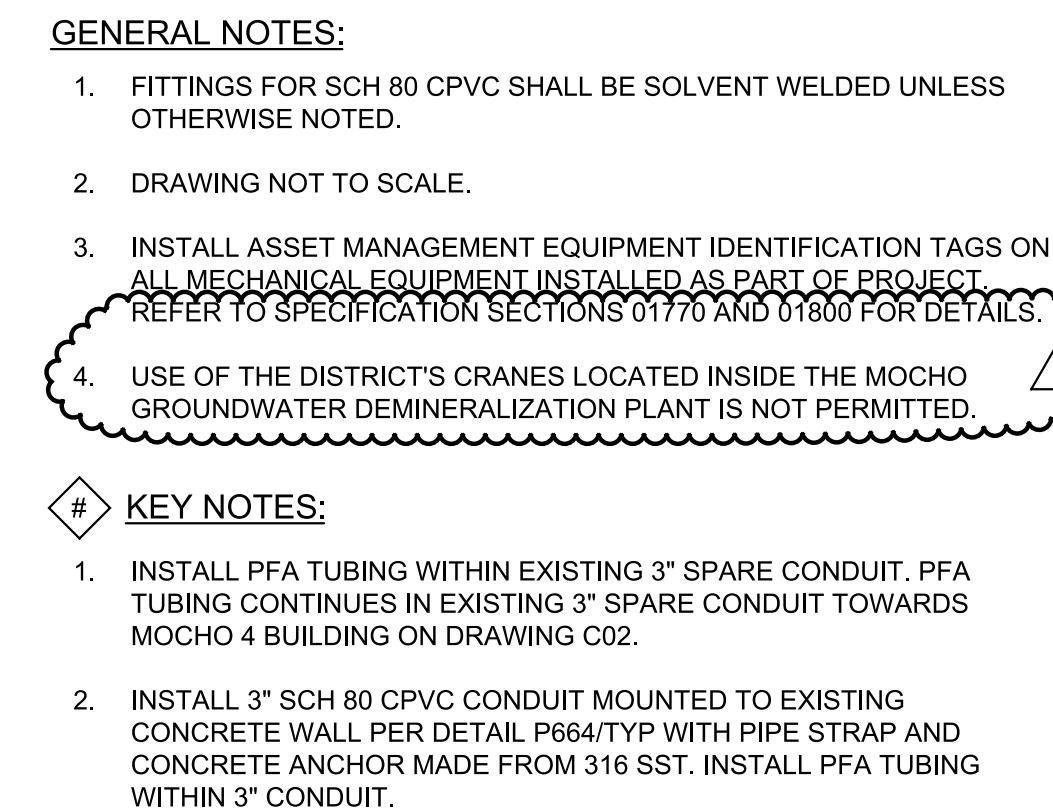 GENERAL NOTES:
1. FITTINGS FOR SCH 80 CPVC SHALL BE SOLVENT WELDED UNLESS
OTHERWISE NOTED.
2. DRAWING NOT TO SCALE.
3. INSTALL ASSET MANAGEMENT EQUIPMENT IDENTIFICATION TAGS ON
ALL MECHANICAL EQUIPMENT INSTALLED AS PART OF PROJECT.
REFER TO SPECIFICATION SECTIONS 01770 AND 01800 FOR DETAILS.
4. USE OF THE DISTRICT'S CRANES LOCATED INSIDE THE MOCHO
GROUNDWATER DEMINERALIZATION PLANT IS NOT PERMITTED.
# KEY NOTES:
1. INSTALL PFA TUBING WITHIN EXISTING 3" SPARE CONDUIT. PFA
TUBING CONTINUES IN EXISTING 3" SPARE CONDUIT TOWARDS
MOCHO 4 BUILDING ON DRAWING C02.
2. INSTALL 3" SCH 80 CPVC CONDUIT MOUNTED TO EXISTING
CONCRETE WALL PER DETAIL P664/TYP WITH PIPE STRAP AND
CONCRETE ANCHOR MADE FROM 316 SST. INSTALL PFA TUBING
WITHIN 3" CONDUIT.